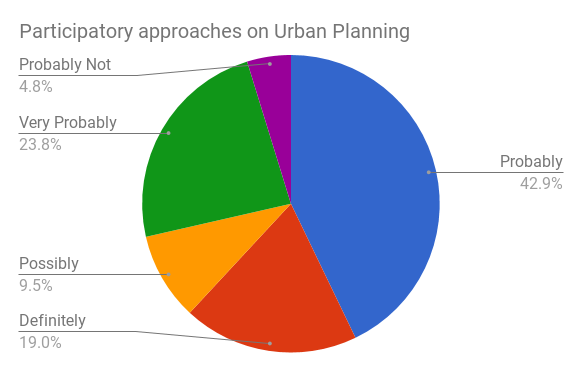 Participatory approaches on Urban Planning
Probably Not
4.8%
Very Probably
23.8%
Probably
42.9%
Possibly
9.5%
Definitely
19.0%